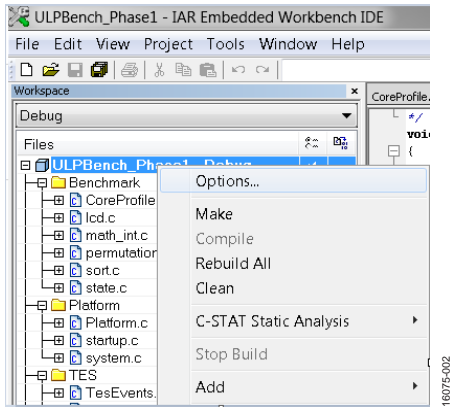 ULPBench_Phase1 - IAR Embedded Workbench IDE
File Edit View Project Tools Window Help
Workspace
CoreProfile.
Debug
Files
ULPBench_Phase1 - Debug
Benchmark
CoreProfile
lcd.c
math_int.c
permutation
sort.c
state.c
Platform
Platform.c
startup.c
system.c
TES
TesEvents.
Options...
Make
Compile
Rebuild All
Clean
C-STAT Static Analysis
Stop Build
Add
*/
voi
{
16075-002